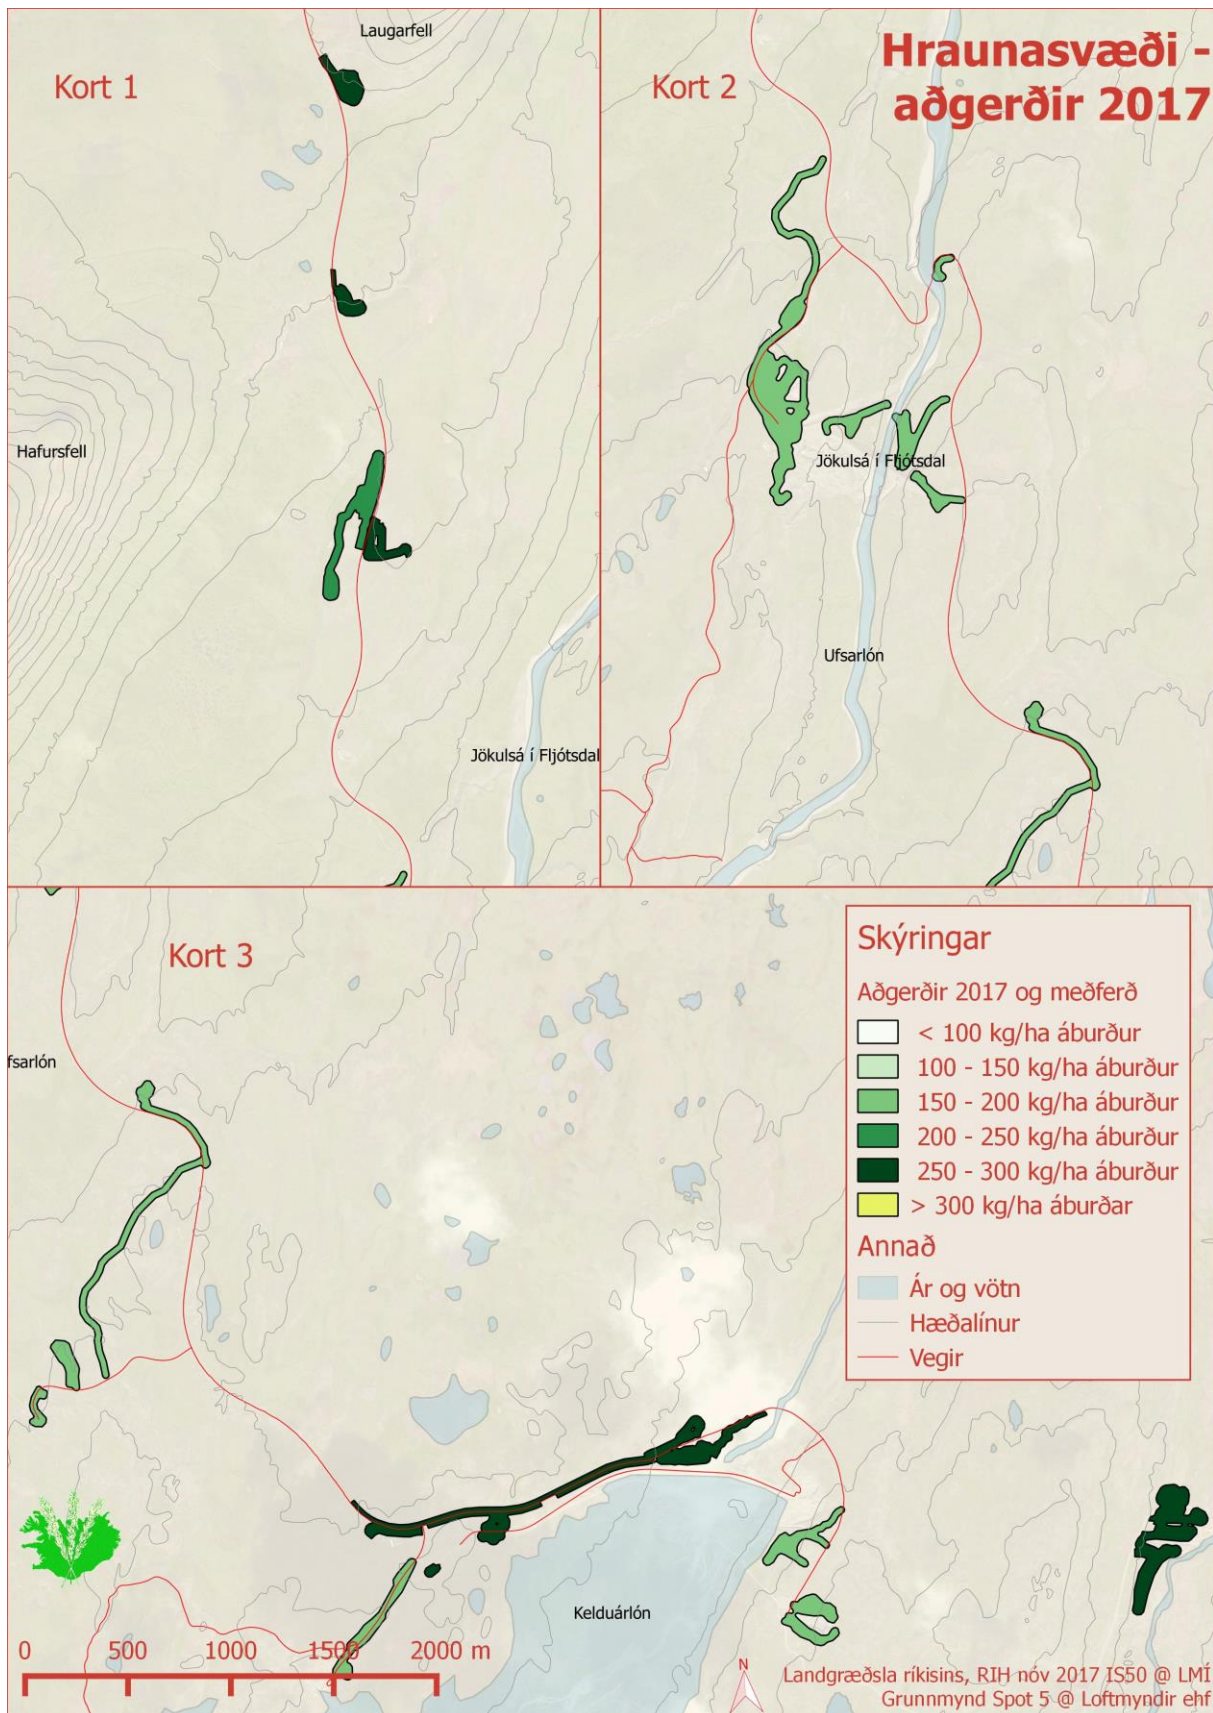 Hraunasvæði -
aðgerðir 2017
Kort 1
Laugarfell
Hafursfell
Jökulsá í Fljótsdal
Kort 2
Jökulsá í Fljótsdal
Ufsarlón
Kort 3
fsarlón
Kelduárlón
Skýringar
Aðgerðir 2017 og meðferð
< 100 kg/ha áburður
100 - 150 kg/ha áburður
150 - 200 kg/ha áburður
200 - 250 kg/ha áburður
250 - 300 kg/ha áburður
> 300 kg/ha áburðar
Annað
Ár og vötn
Hæðalínur
Vegir
0 500 1000 1500 2000 m
N
Landgræðsla ríkisins, RIH nóv 2017 IS50 @ LMÍ
Grunnmynd Spot 5 @ Loftmyndir ehf